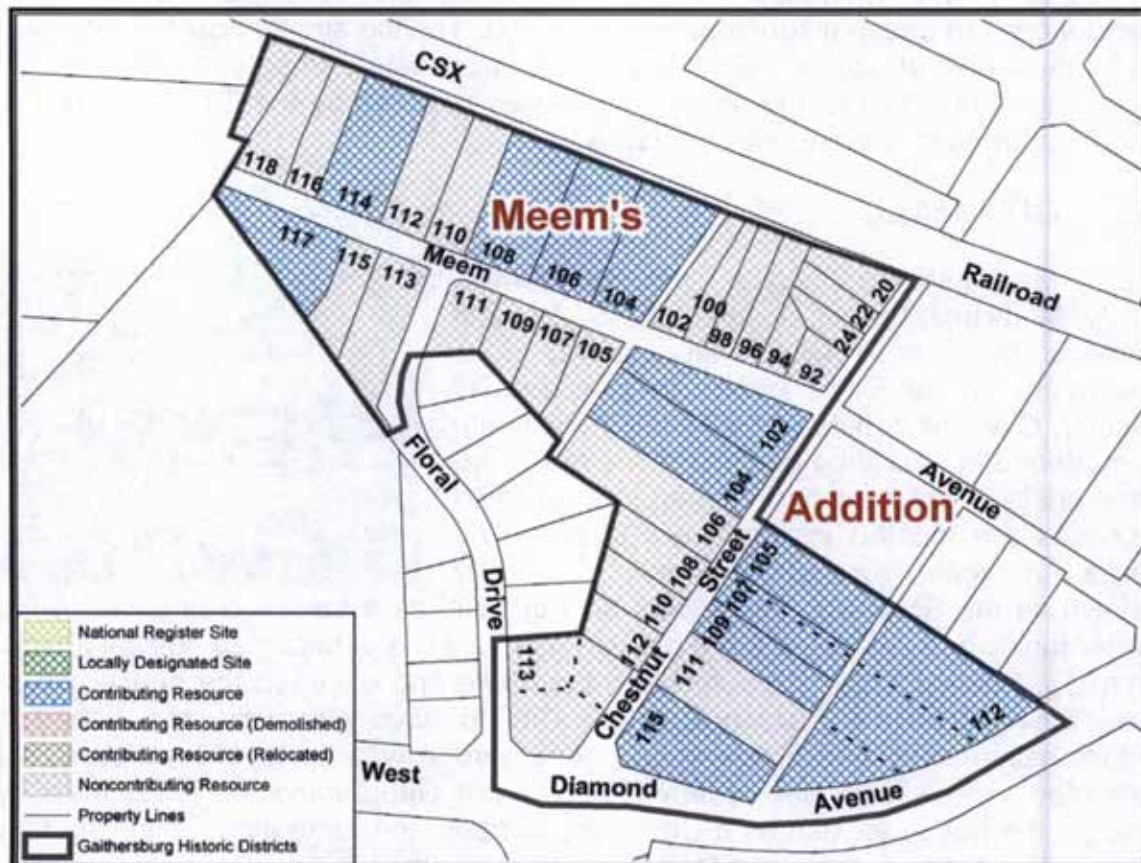 CSX
Railroad
Meem's
Addition
118
116
114
112
110
108
106
104
102
100
98
96
94
92
24
22
20
Meem
Avenue
117
115
113
111
109
107
105
102
104
106
108
110
112
Chestnut
Street
105
107
109
111
115
112
113
Floral
Drive
West
Diamond
Avenue
National Register Site
Locally Designated Site
Contributing Resource
Contributing Resource (Demolished)
Contributing Resource (Relocated)
Noncontributing Resource
Property Lines
Gaithersburg Historic Districts